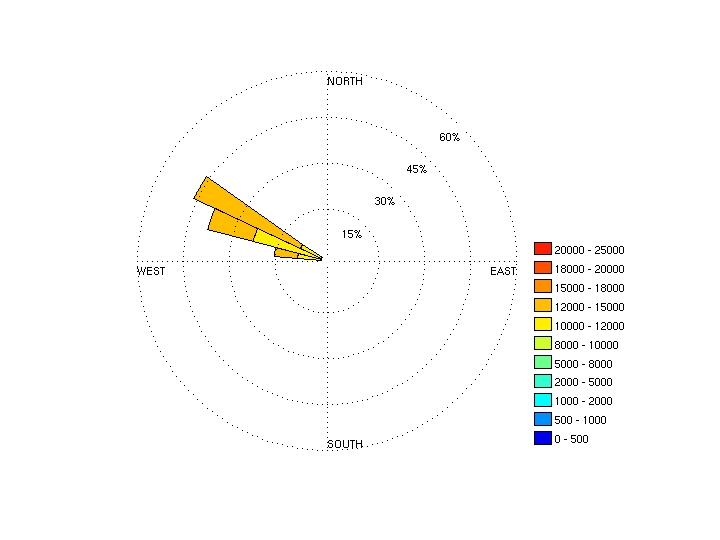 NORTH
60%
45%
30%
15%
WEST
EAST
SOUTH
20000 - 25000
18000 - 20000
15000 - 18000
12000 - 15000
10000 - 12000
8000 - 10000
5000 - 8000
2000 - 5000
1000 - 2000
500 - 1000
0 - 500